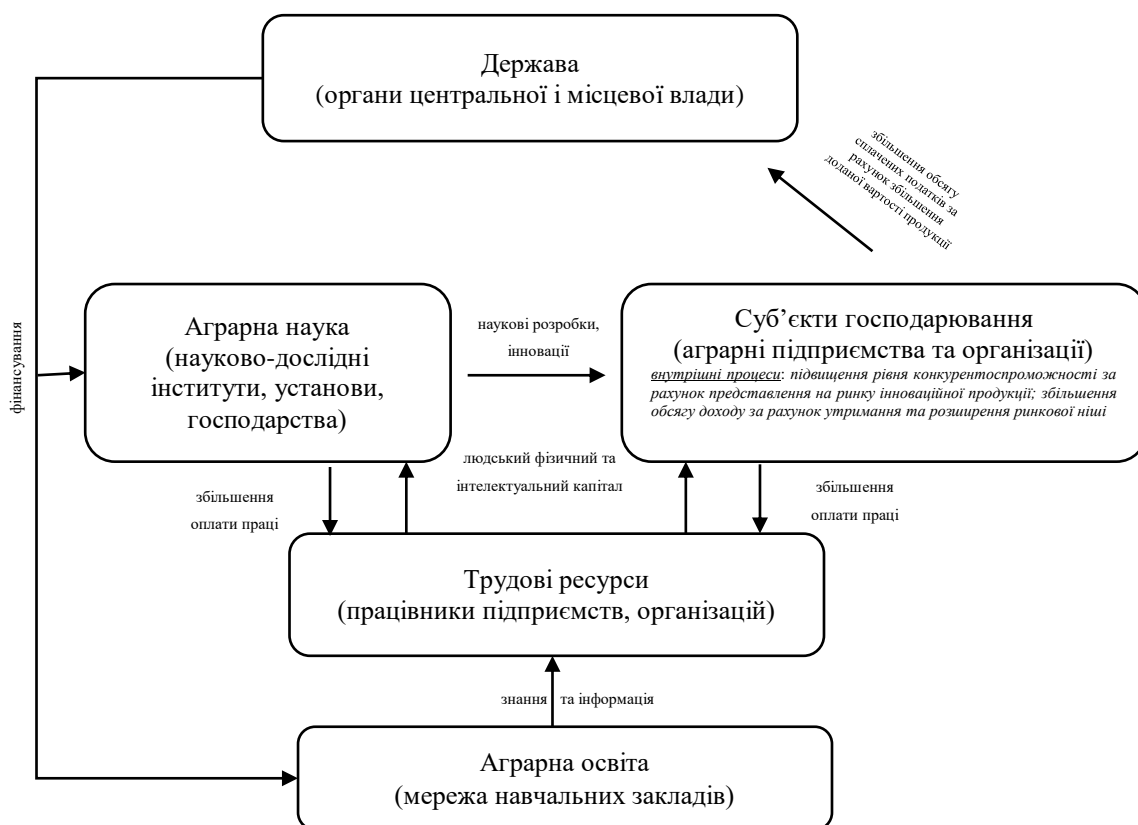 Держава
(органи центральної і місцевої влади)
збільшення обсягу
сплачених податків за
рахунок збільшення
доданої вартості продукції
фінансування
Аграрна наука
(науково-дослідні
інститути, установи,
господарства)
наукові розробки,
інновації
Суб’єкти господарювання
(аграрні підприємства та організації)
внутрішні процеси: підвищення рівня конкурентоспроможності за
рахунок представлення на ринку інноваційної продукції; збільшення
обсягу доходу за рахунок утримання та розширення ринкової ніші
збільшення
оплати праці
людський фізичний та
інтелектуальний капітал
збільшення
оплати праці
Трудові ресурси
(працівники підприємств, організацій)
знання та інформація
Аграрна освіта
(мережа навчальних закладів)